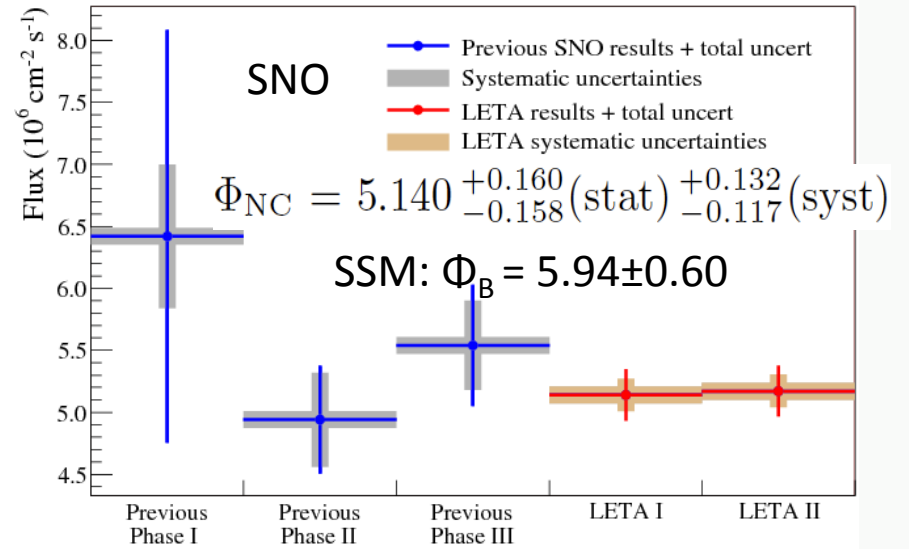 Flux (10⁶ cm⁻² s⁻¹)
8.0
7.5
7.0
6.5
6.0
5.5
5.0
4.5
SNO
Previous SNO results + total uncert
Systematic uncertainties
LETA results + total uncert
LETA systematic uncertainties
Φ_NC = 5.140 +0.160 −0.158 (stat) +0.132 −0.117 (syst)
SSM: Φ_B = 5.94±0.60
Previous
Phase I
Previous
Phase II
Previous
Phase III
LETA I
LETA II